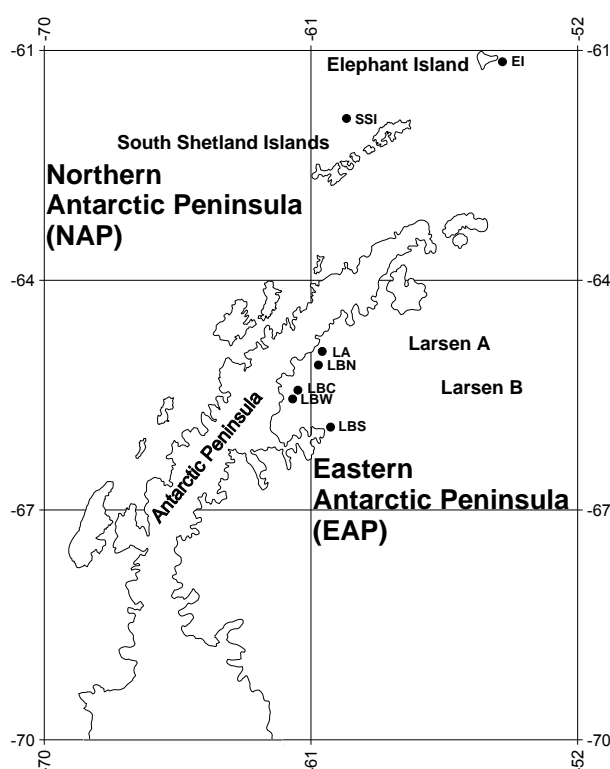 -70
-61
-52
-61
-61
Elephant Island
EI
SSI
South Shetland Islands
Northern
Antarctic Peninsula
(NAP)
-64
-64
LA
Larsen A
LBN
LBC
Larsen B
LBW
LBS
Antarctic Peninsula
Eastern
Antarctic Peninsula
(EAP)
-67
-67
-70
-70
-70
-61
-52